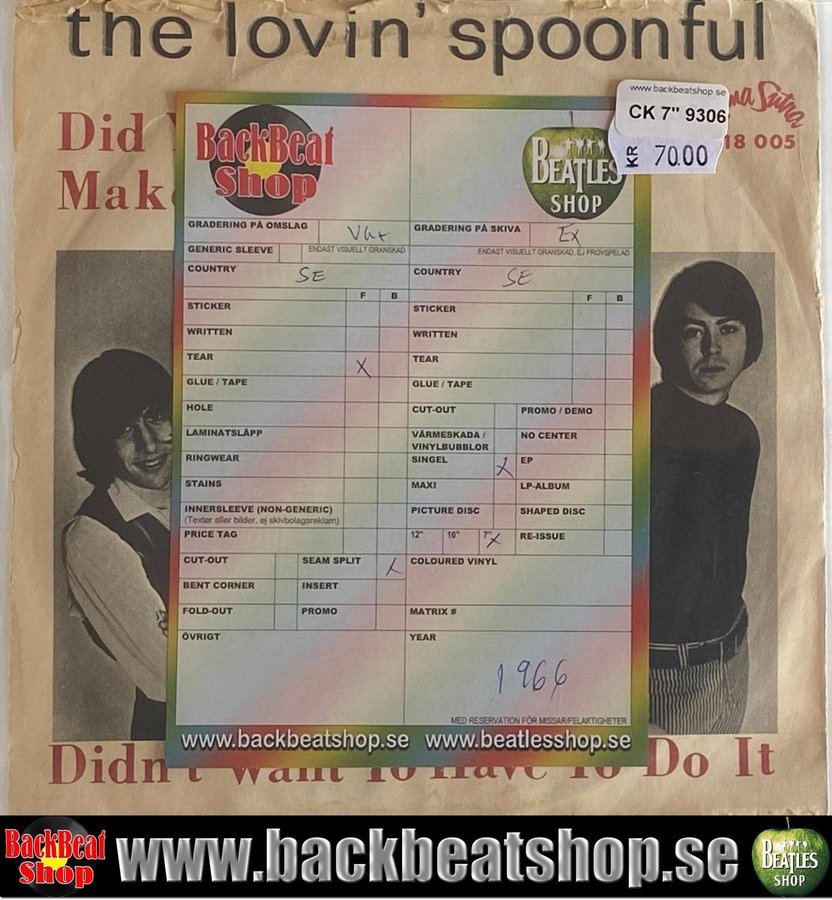 the lovin' spoonful
www.backbeatshop.se
CK 7" 9306
KR 70.00
Did
Make
ma Sutra
18 005
BackBeat
Shop
BEATLES
SHOP
GRADERING PÅ OMSLAG VG+
GRADERING PÅ SKIVA Ex
GENERIC SLEEVE ENDAST VISUELLT GRANSKAD
ENDAST VISUELLT GRANSKAD, EJ PROVSPELAD
COUNTRY SE
COUNTRY SE
F B
F B
STICKER
STICKER
WRITTEN
WRITTEN
TEAR X
TEAR
GLUE / TAPE
GLUE / TAPE
HOLE
CUT-OUT PROMO / DEMO
LAMINATSLÄPP
VÄRMESKADA /
VINYLBUBBLOR
NO CENTER
RINGWEAR
SINGEL X EP
STAINS
MAXI LP-ALBUM
INNERSLEEVE (NON-GENERIC)
(Texter eller bilder, ej skivbolagsreklam)
PICTURE DISC SHAPED DISC
PRICE TAG
12" 10" 7" X RE-ISSUE
CUT-OUT SEAM SPLIT X
COLOURED VINYL
BENT CORNER INSERT
FOLD-OUT PROMO
MATRIX #
ÖVRIGT
YEAR
1966
MED RESERVATION FÖR MISSAR/FELAKTIGHETER
www.backbeatshop.se www.beatlesshop.se
Didn't Want To Have To Do It
BackBeat
Shop
www.backbeatshop.se
BEATLES
SHOP